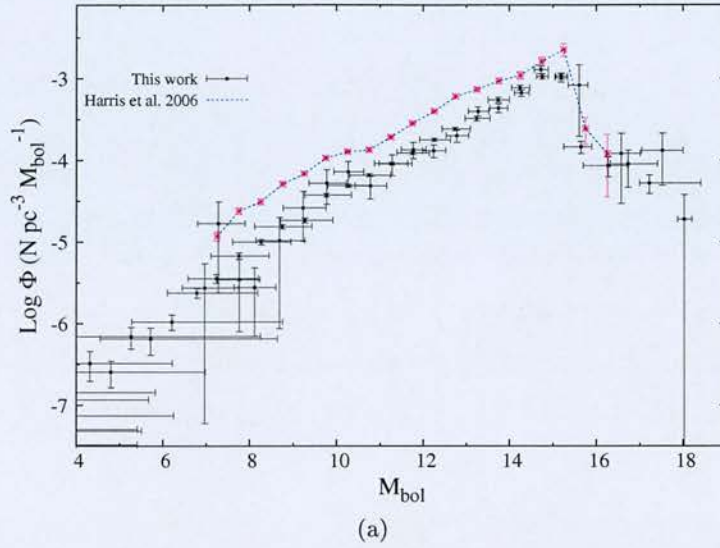 This work
Harris et al. 2006
Log Φ (N pc⁻³ M_bol⁻¹)
-3
-4
-5
-6
-7
4 6 8 10 12 14 16 18
M_bol
(a)